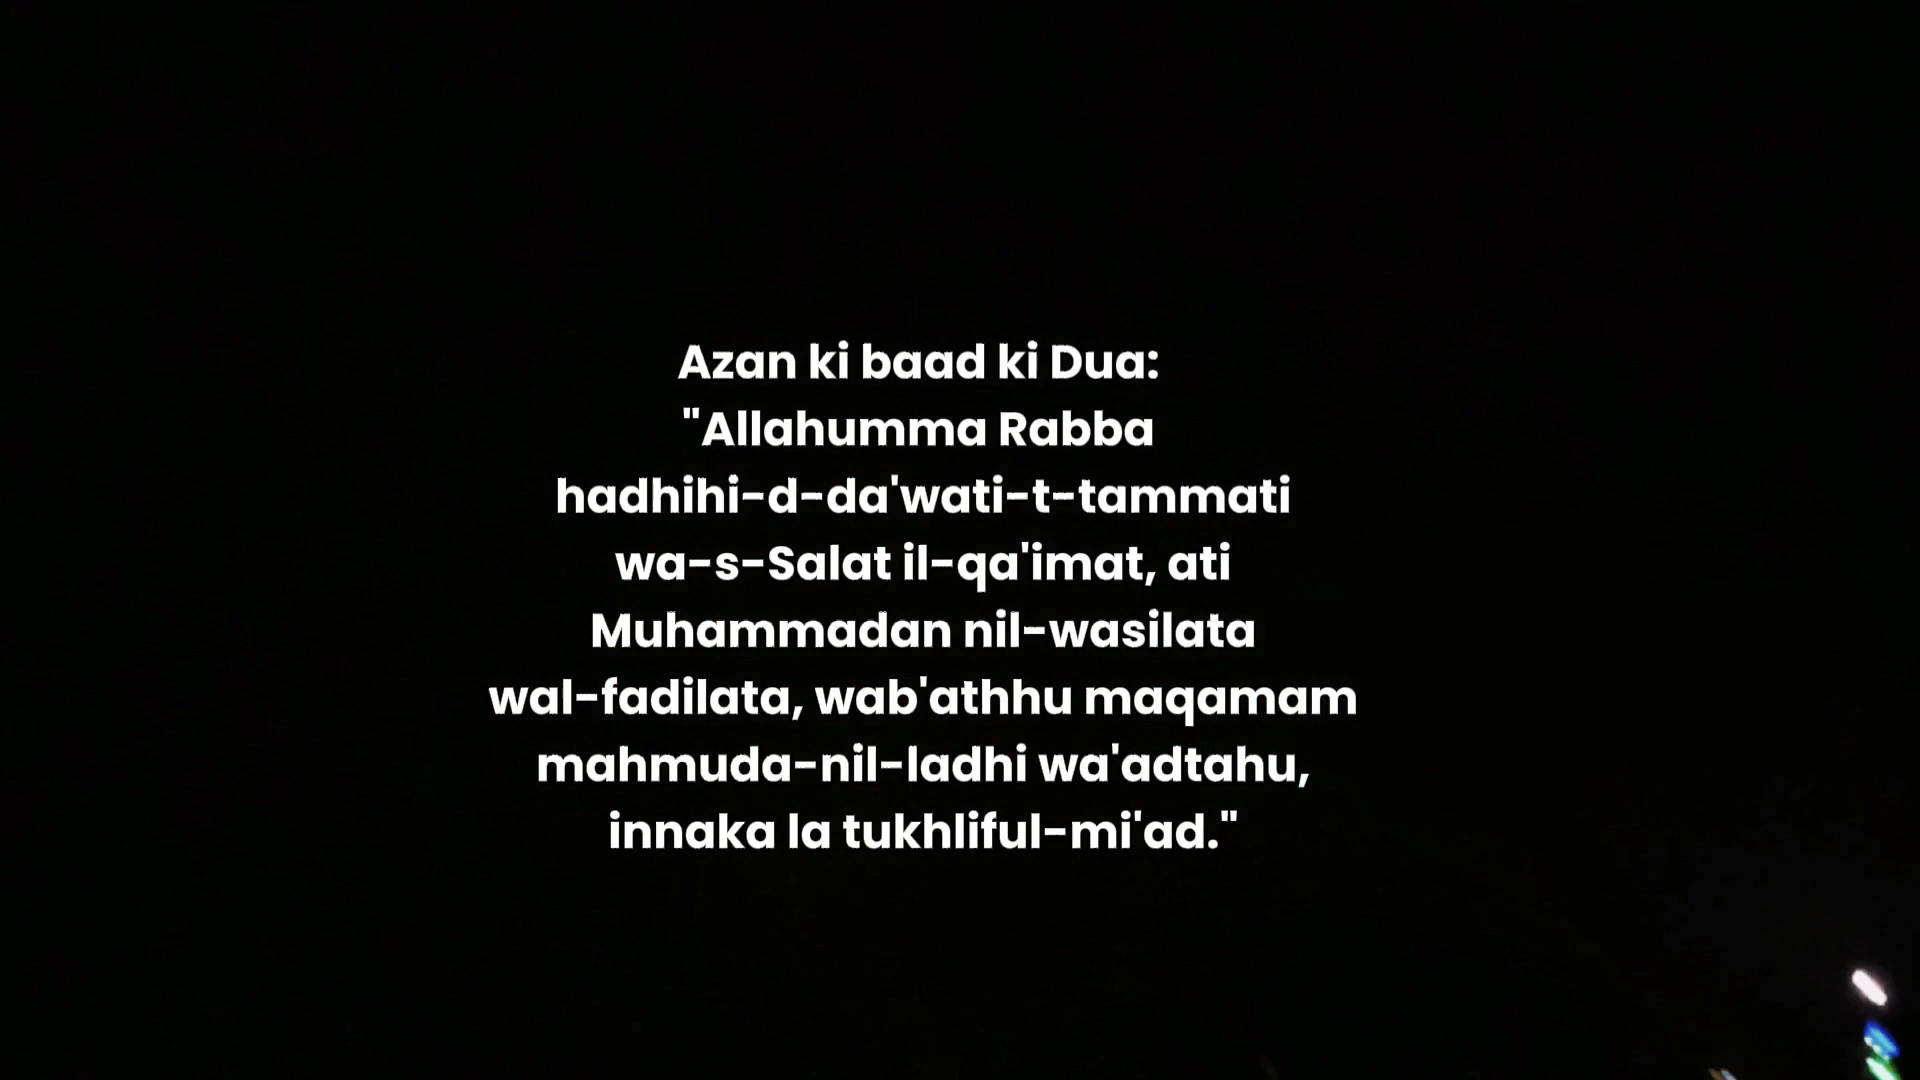 Azan ki baad ki Dua:
"Allahumma Rabba
hadhihi-d-da'wati-t-tammati
wa-s-Salat il-qa'imat, ati
Muhammadan nil-wasilata
wal-fadilata, wab'athhu maqamam
mahmuda-nil-ladhi wa'adtahu,
innaka la tukhliful-mi'ad."